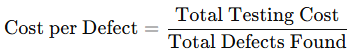 Cost per Defect = Total Testing Cost / Total Defects Found